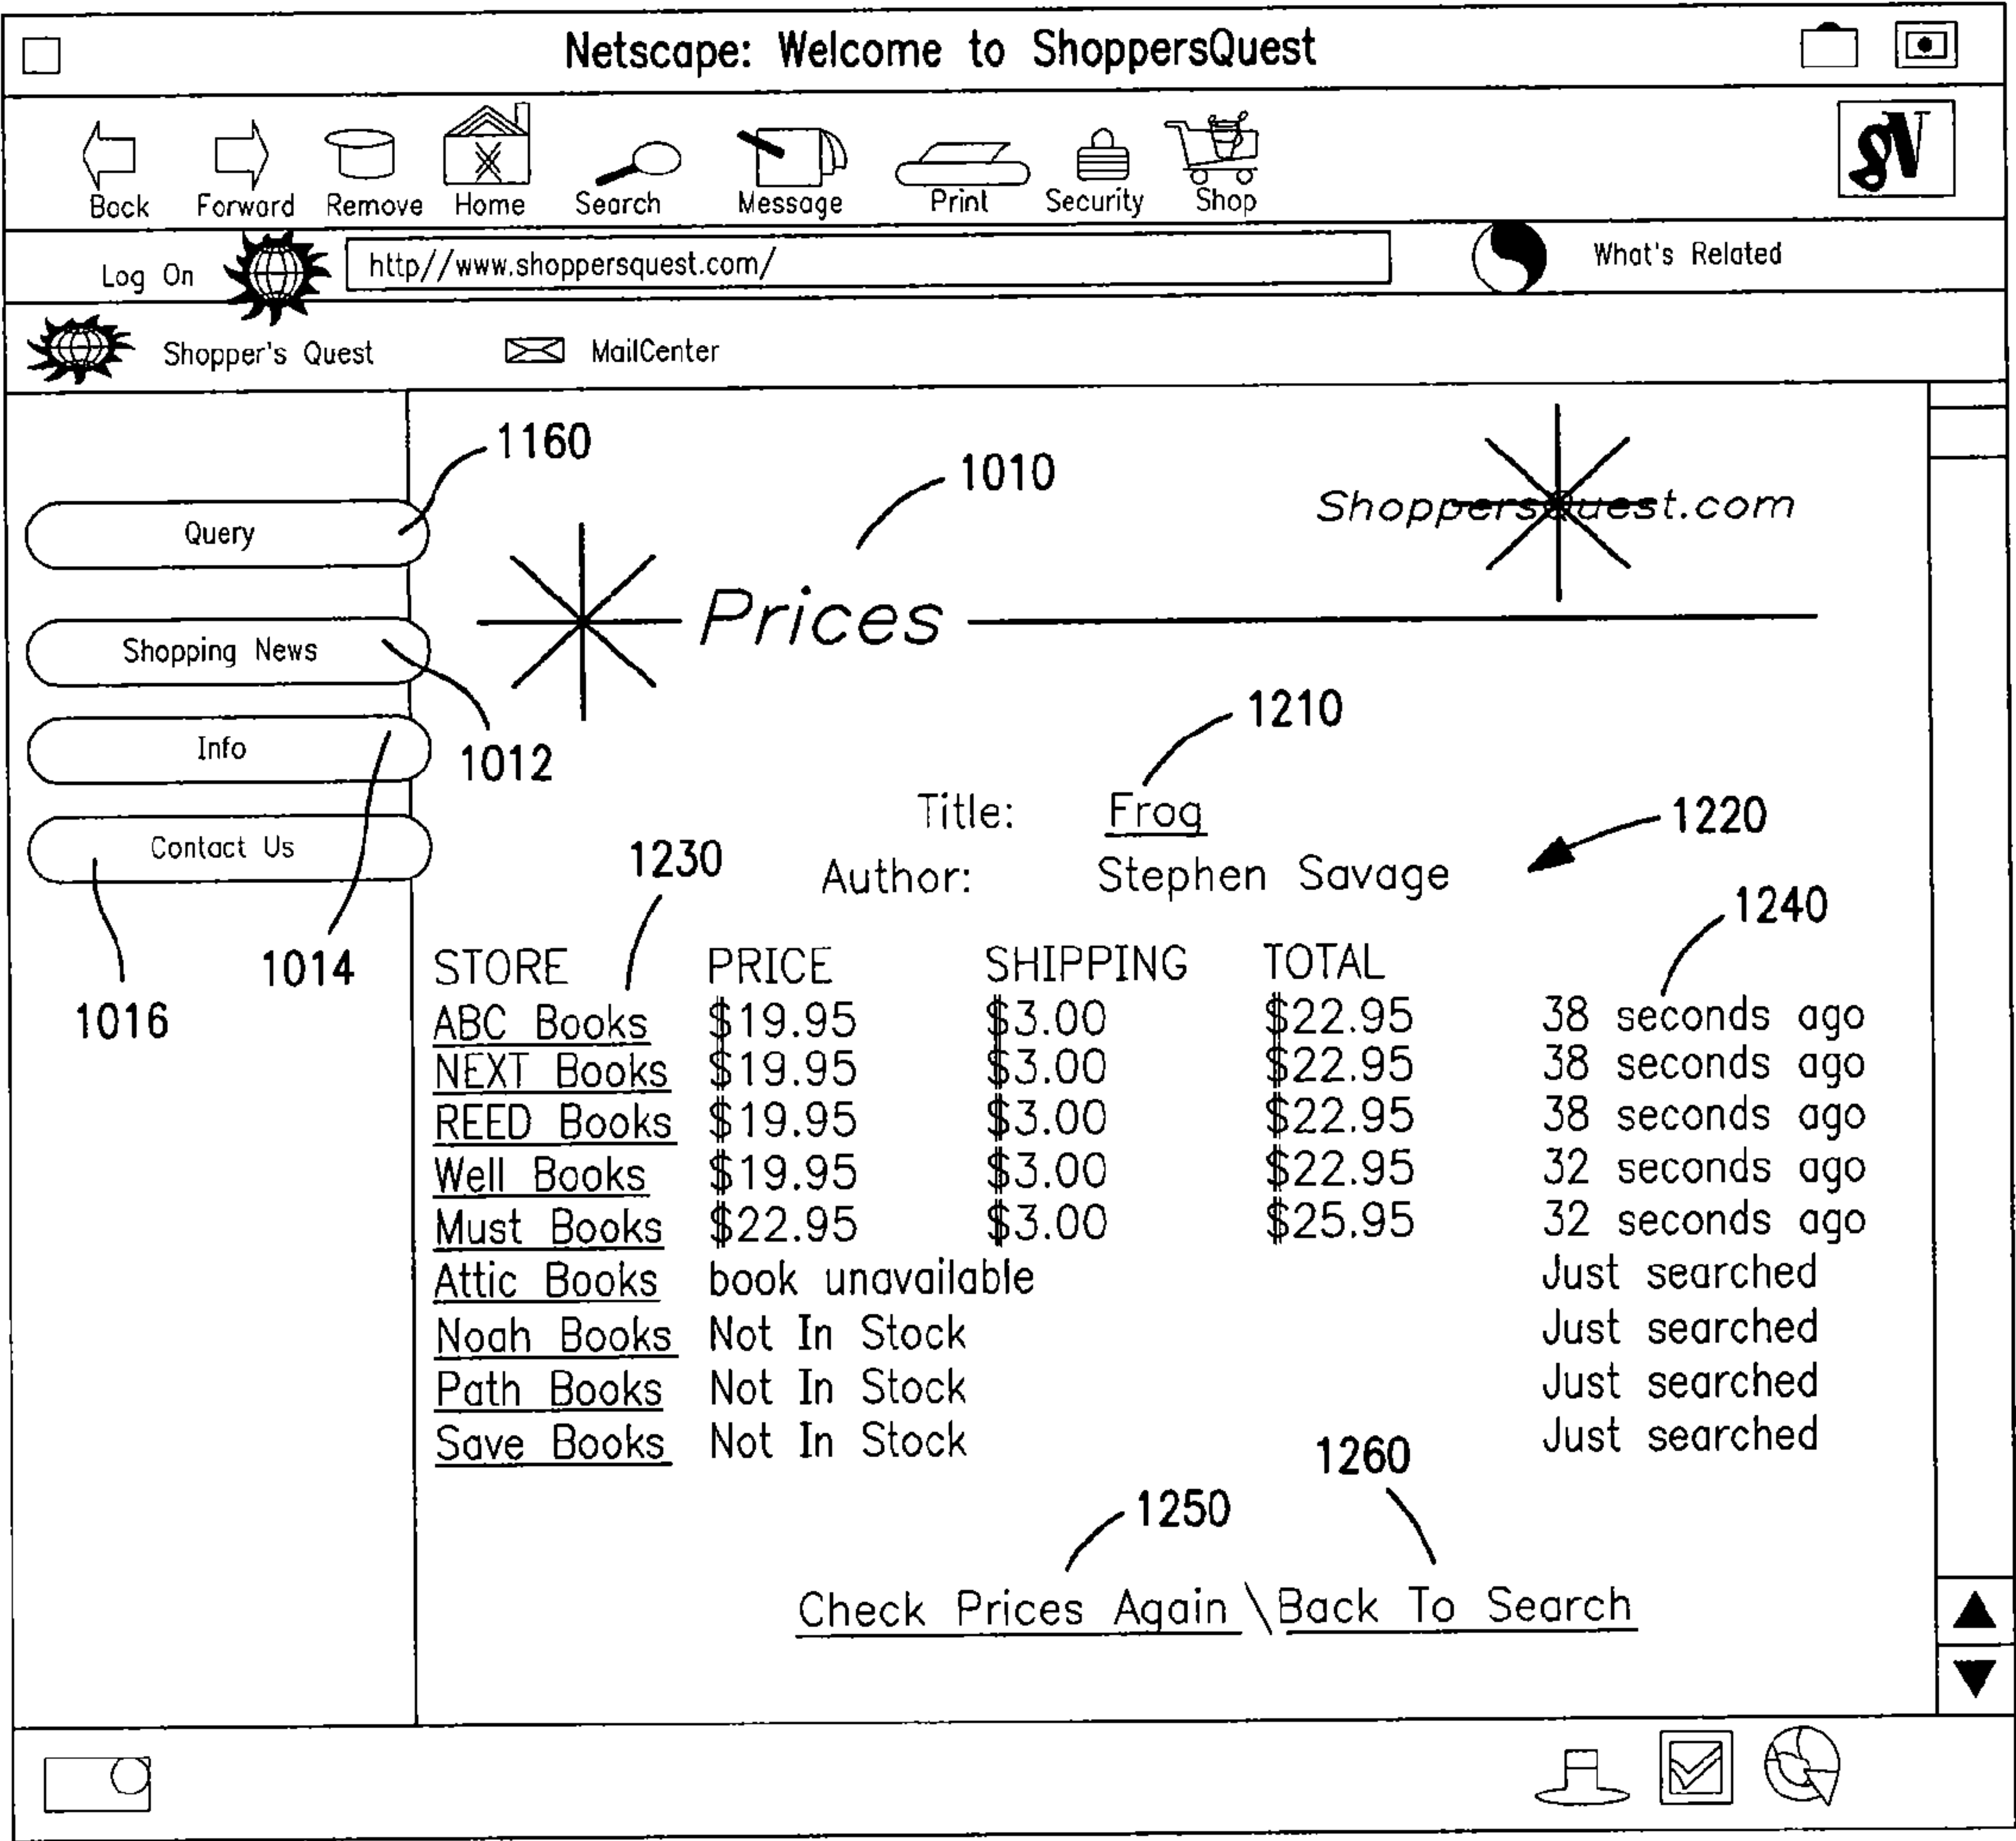 Netscape: Welcome to ShoppersQuest
Back Forward Remove Home Search Message Print Security Shop
Log On http//www.shoppersquest.com/ What's Related
Shopper's Quest MailCenter
1160
1010
ShoppersQuest.com
Query
Prices
Shopping News
1210
1012
Info
Title: Frog
1220
Contact Us
1230
Author: Stephen Savage
1240
1014
1016
STORE PRICE SHIPPING TOTAL
ABC Books $19.95 $3.00 $22.95 38 seconds ago
NEXT Books $19.95 $3.00 $22.95 38 seconds ago
REED Books $19.95 $3.00 $22.95 38 seconds ago
Well Books $19.95 $3.00 $22.95 32 seconds ago
Must Books $22.95 $3.00 $25.95 32 seconds ago
Attic Books book unavailable Just searched
Noah Books Not In Stock Just searched
Path Books Not In Stock Just searched
Save Books Not In Stock Just searched
1260
1250
Check Prices Again \ Back To Search